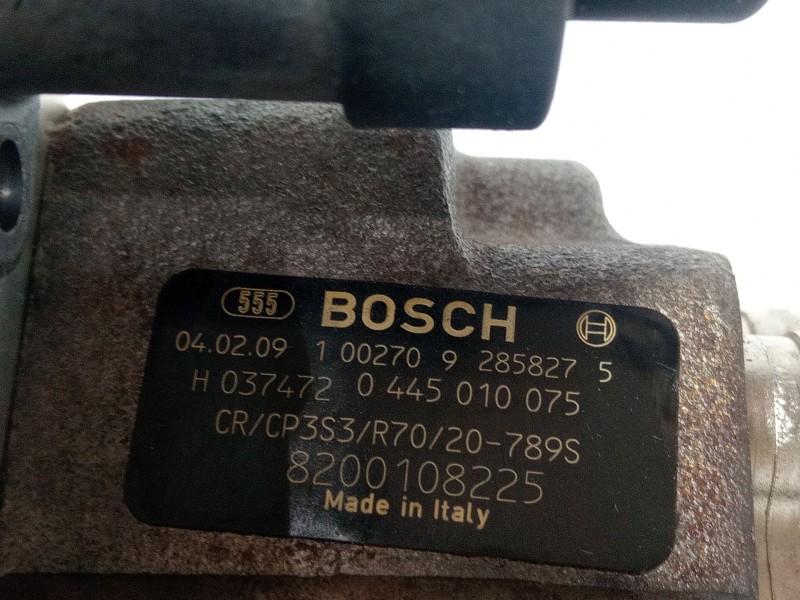 555 BOSCH
04.02.09 1 00270 9 285827 5
H 037472 0 445 010 075
CR/CP3S3/R70/20-789S
8200108225
Made in Italy